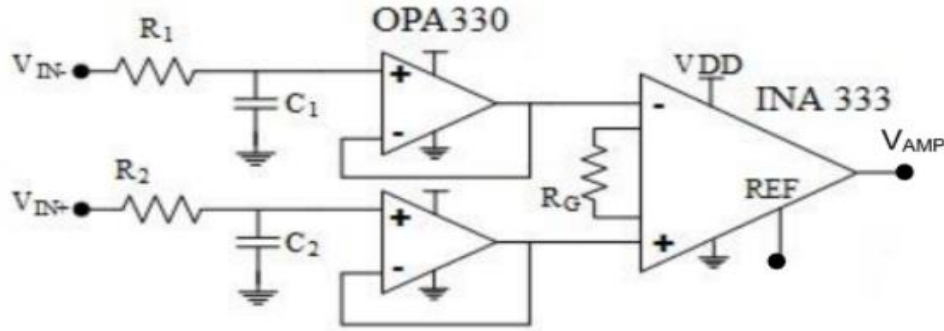 OPA330
R1
VIN-
C1
+
-
VDD
INA 333
-
RG
REF
VAMP
+
R2
VIN+
C2
+
-